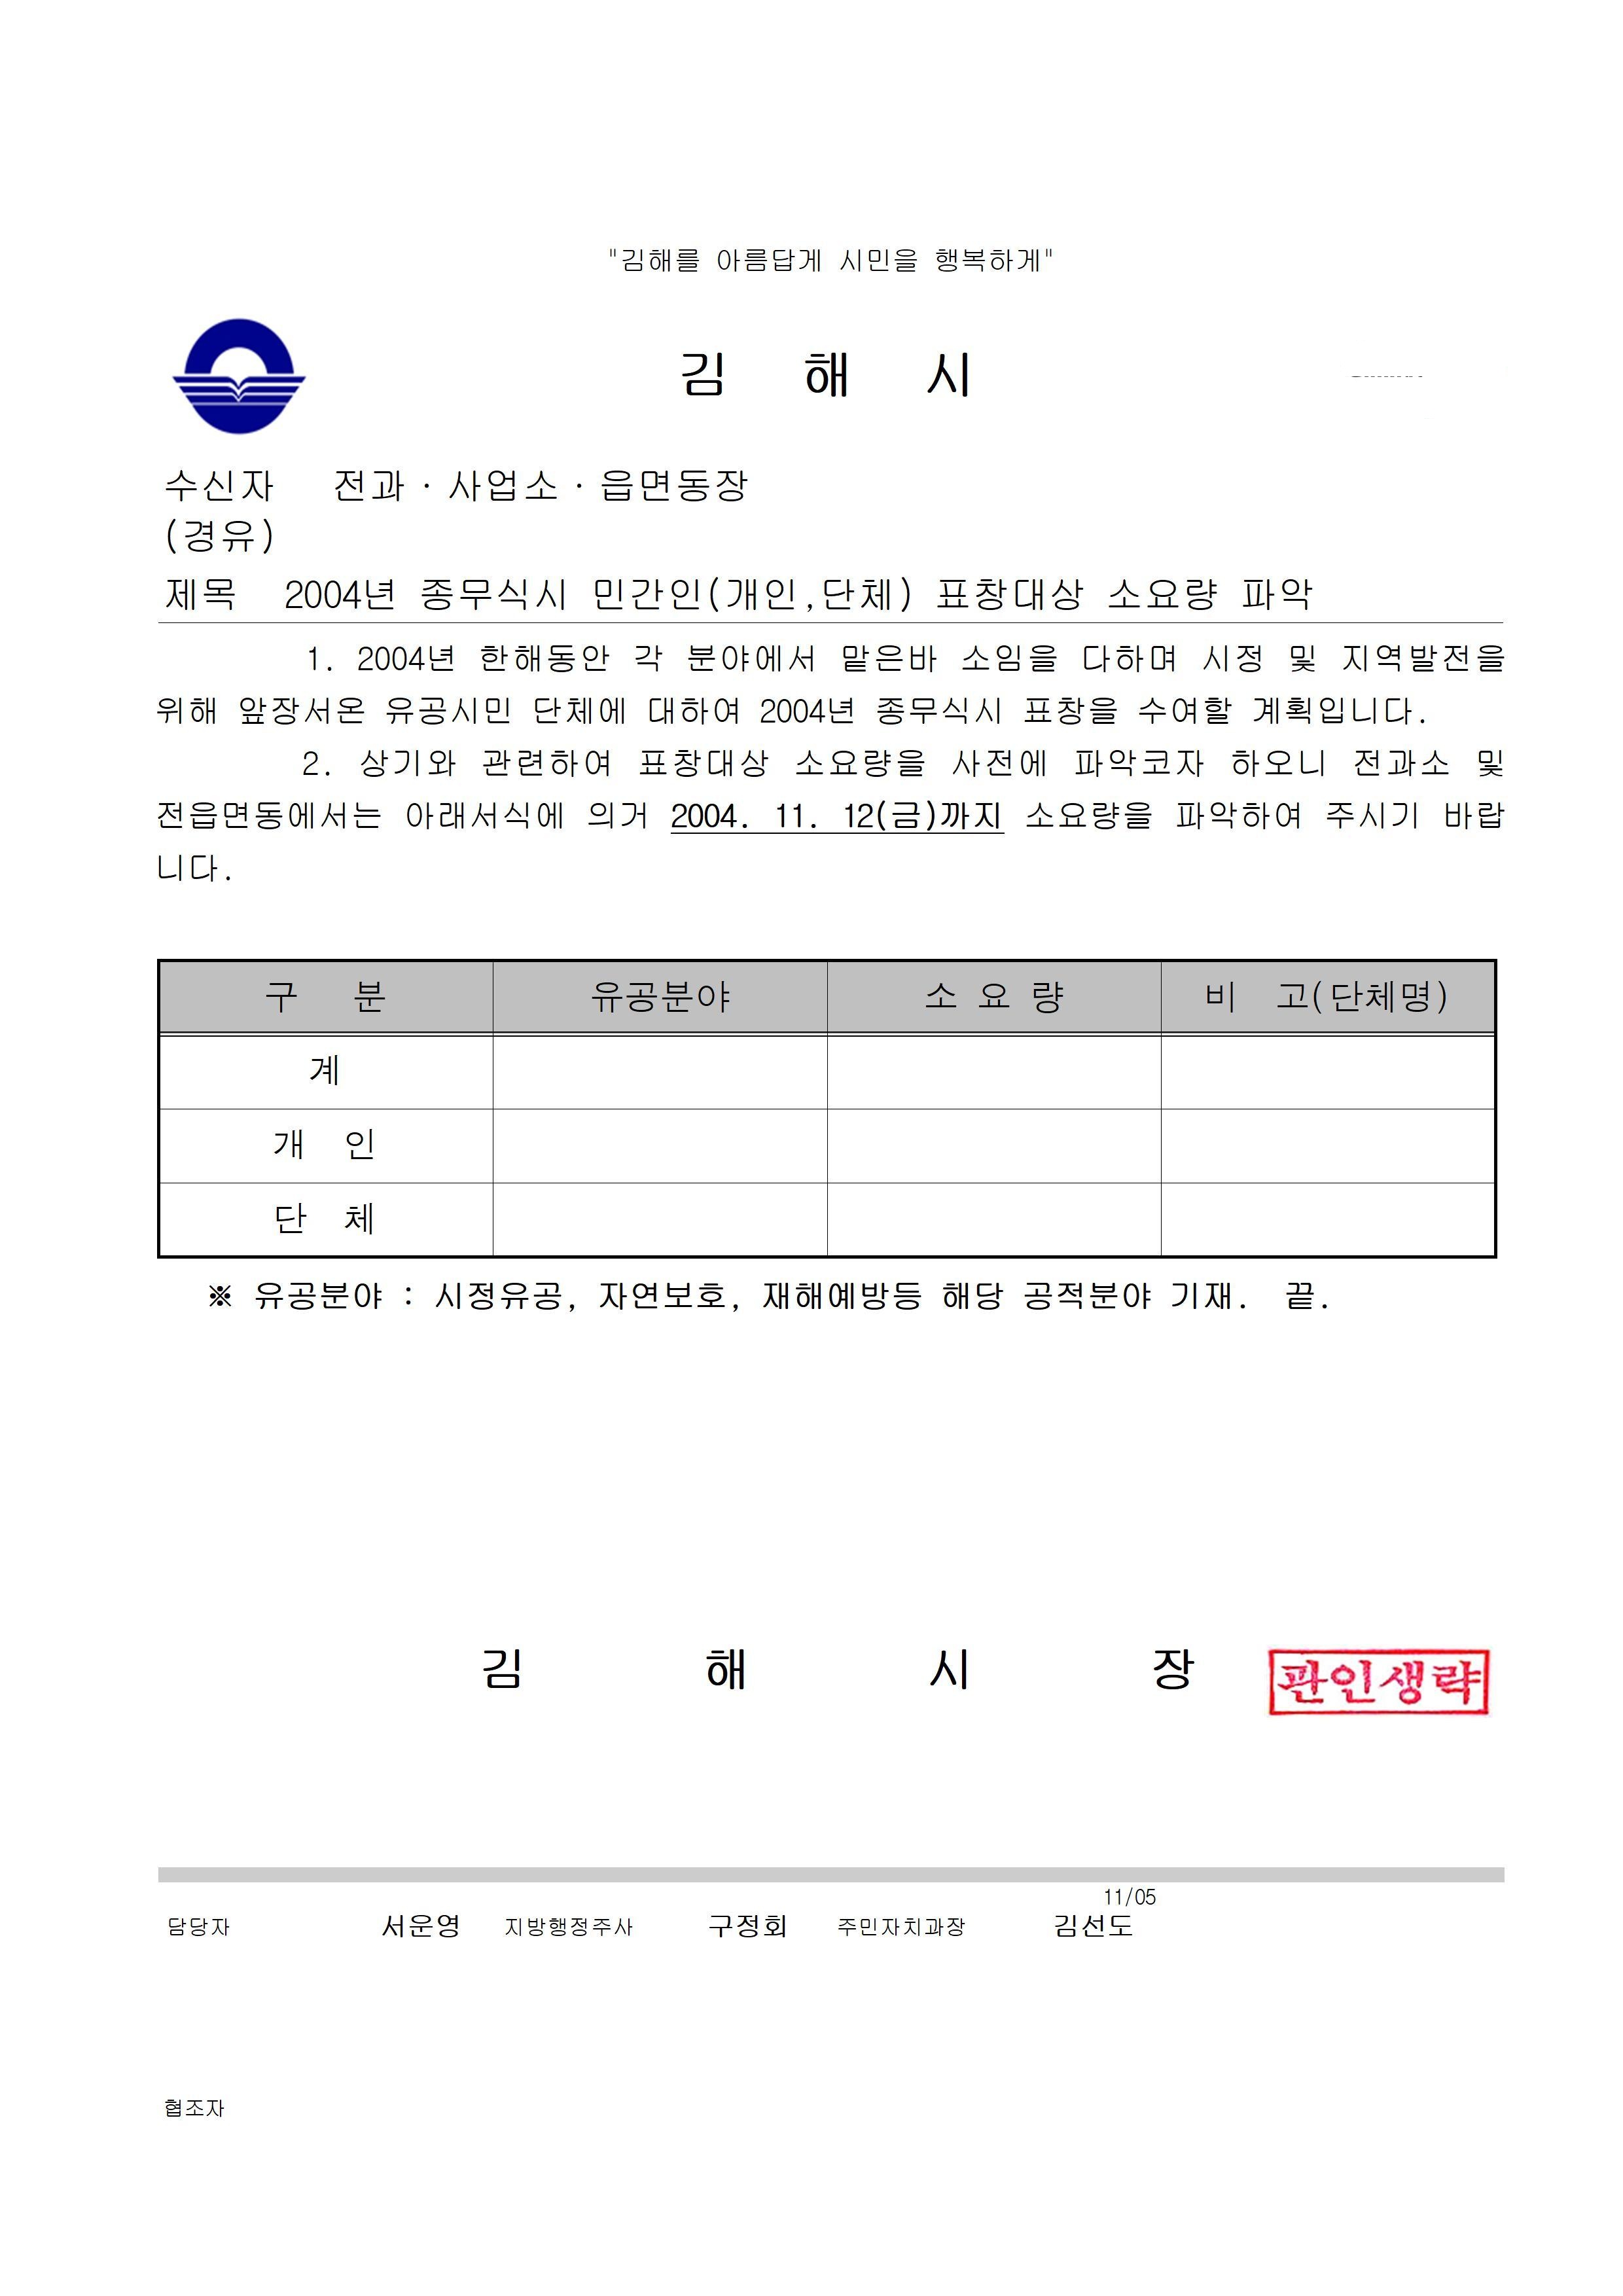 "김해를 아름답게 시민을 행복하게"
김 해 시
수신자 전과·사업소·읍면동장
(경유)
제목 2004년 종무식시 민간인(개인,단체) 표창대상 소요량 파악
1. 2004년 한해동안 각 분야에서 맡은바 소임을 다하며 시정 및 지역발전을
위해 앞장서온 유공시민 단체에 대하여 2004년 종무식시 표창을 수여할 계획입니다.
2. 상기와 관련하여 표창대상 소요량을 사전에 파악코자 하오니 전과소 및
전읍면동에서는 아래서식에 의거 2004. 11. 12(금)까지 소요량을 파악하여 주시기 바랍
니다.
구 분 유공분야 소 요 량 비 고(단체명)
계
개 인
단 체
※ 유공분야 : 시정유공, 자연보호, 재해예방등 해당 공적분야 기재. 끝.
김 해 시 장 관인생략
11/05
담당자 서운영 지방행정주사 구정회 주민자치과장 김선도
협조자